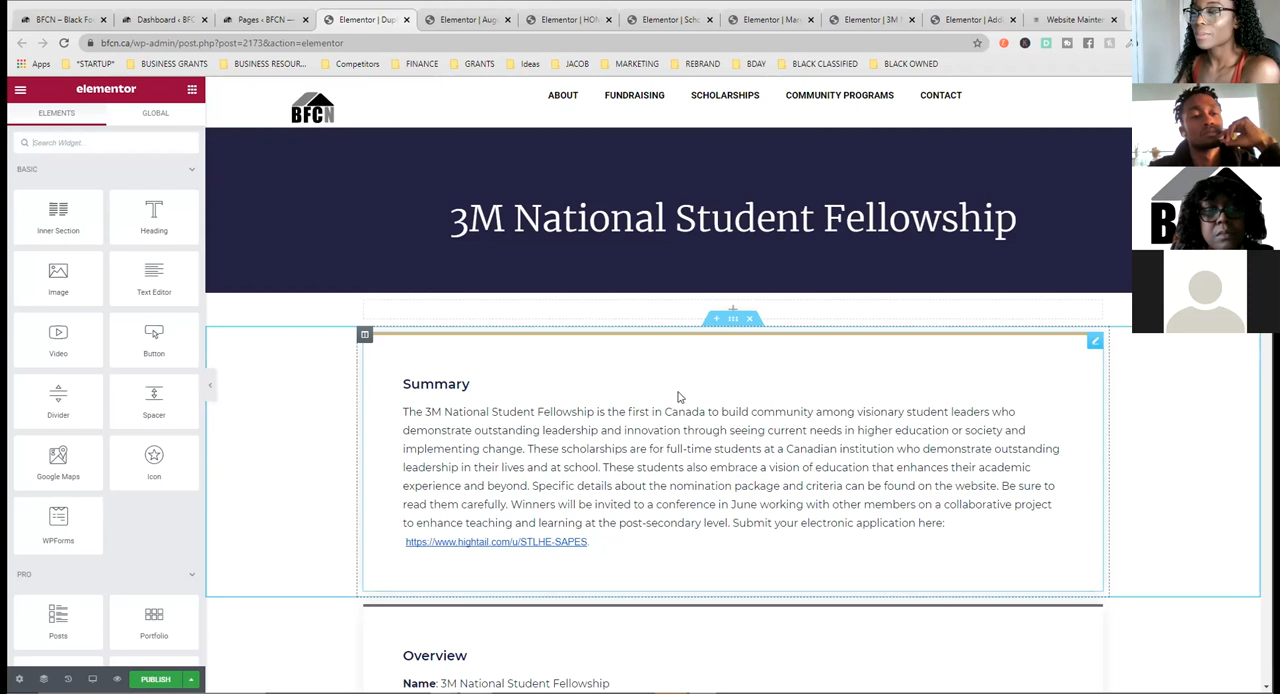 BFCN – Black Fo
Dashboard ‹ BFC
Pages ‹ BFCN —
Elementor | Dup
Elementor | Aug
Elementor | HON
Elementor | Scho
Elementor | Mar
Elementor | 3M N
Elementor | Addi
Website Mainten
bfcn.ca/wp-admin/post.php?post=2173&action=elementor
Apps "STARTUP" BUSINESS GRANTS BUSINESS RESOUR... Competitors FINANCE GRANTS Ideas JACOB MARKETING REBRAND BDAY BLACK CLASSIFIED BLACK OWNED
elementor
ELEMENTS GLOBAL
Search Widget...
BASIC
Inner Section Heading
Image Text Editor
Video Button
Divider Spacer
Google Maps Icon
WPForms
PRO
Posts Portfolio
PUBLISH
BFCN
ABOUT FUNDRAISING SCHOLARSHIPS COMMUNITY PROGRAMS CONTACT
3M National Student Fellowship
Summary
The 3M National Student Fellowship is the first in Canada to build community among visionary student leaders who
demonstrate outstanding leadership and innovation through seeing current needs in higher education or society and
implementing change. These scholarships are for full-time students at a Canadian institution who demonstrate outstanding
leadership in their lives and at school. These students also embrace a vision of education that enhances their academic
experience and beyond. Specific details about the nomination package and criteria can be found on the website. Be sure to
read them carefully. Winners will be invited to a conference in June working with other members on a collaborative project
to enhance teaching and learning at the post-secondary level. Submit your electronic application here:
https://www.hightail.com/u/STLHE-SAPES.
Overview
Name: 3M National Student Fellowship